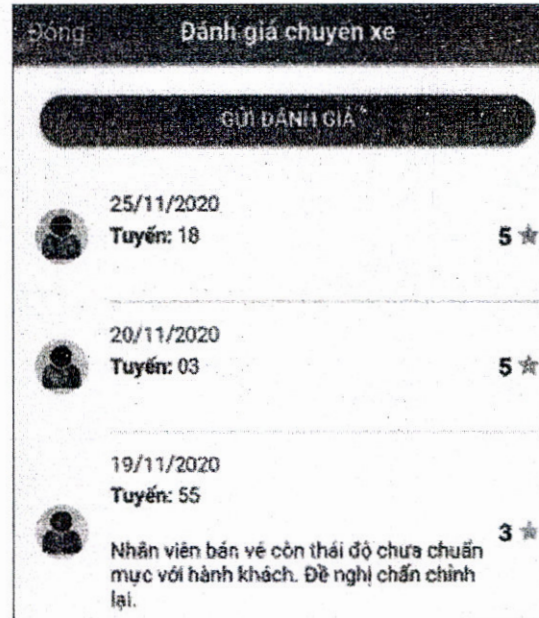 Đóng
Đánh giá chuyến xe
GỬI ĐÁNH GIÁ
25/11/2020
Tuyến: 18
5
20/11/2020
Tuyến: 03
5
19/11/2020
Tuyến: 55
3
Nhân viên bán vé còn thái độ chưa chuẩn
mực với hành khách. Đề nghị chấn chỉnh
lại.